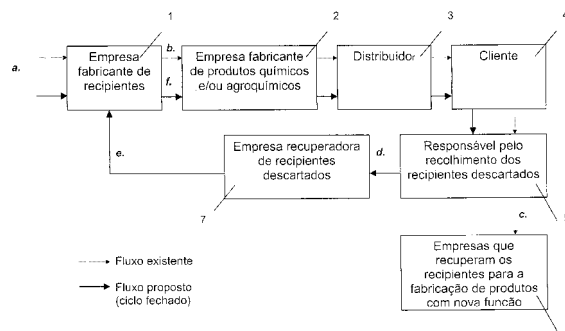 1
2
3
4
a.
Empresa
fabricante de
recipientes
b.
f.
Empresa fabricante
de produtos químicos
e/ou agroquímicos
Distribuidor
Cliente
e.
Empresa recuperadora
de recipientes
descartados
d.
Responsável pelo
recolhimento dos
recipientes descartados
7
c.
Empresas que
recuperam os
recipientes para a
fabricação de produtos
com nova função
Fluxo existente
Fluxo proposto
(ciclo fechado)